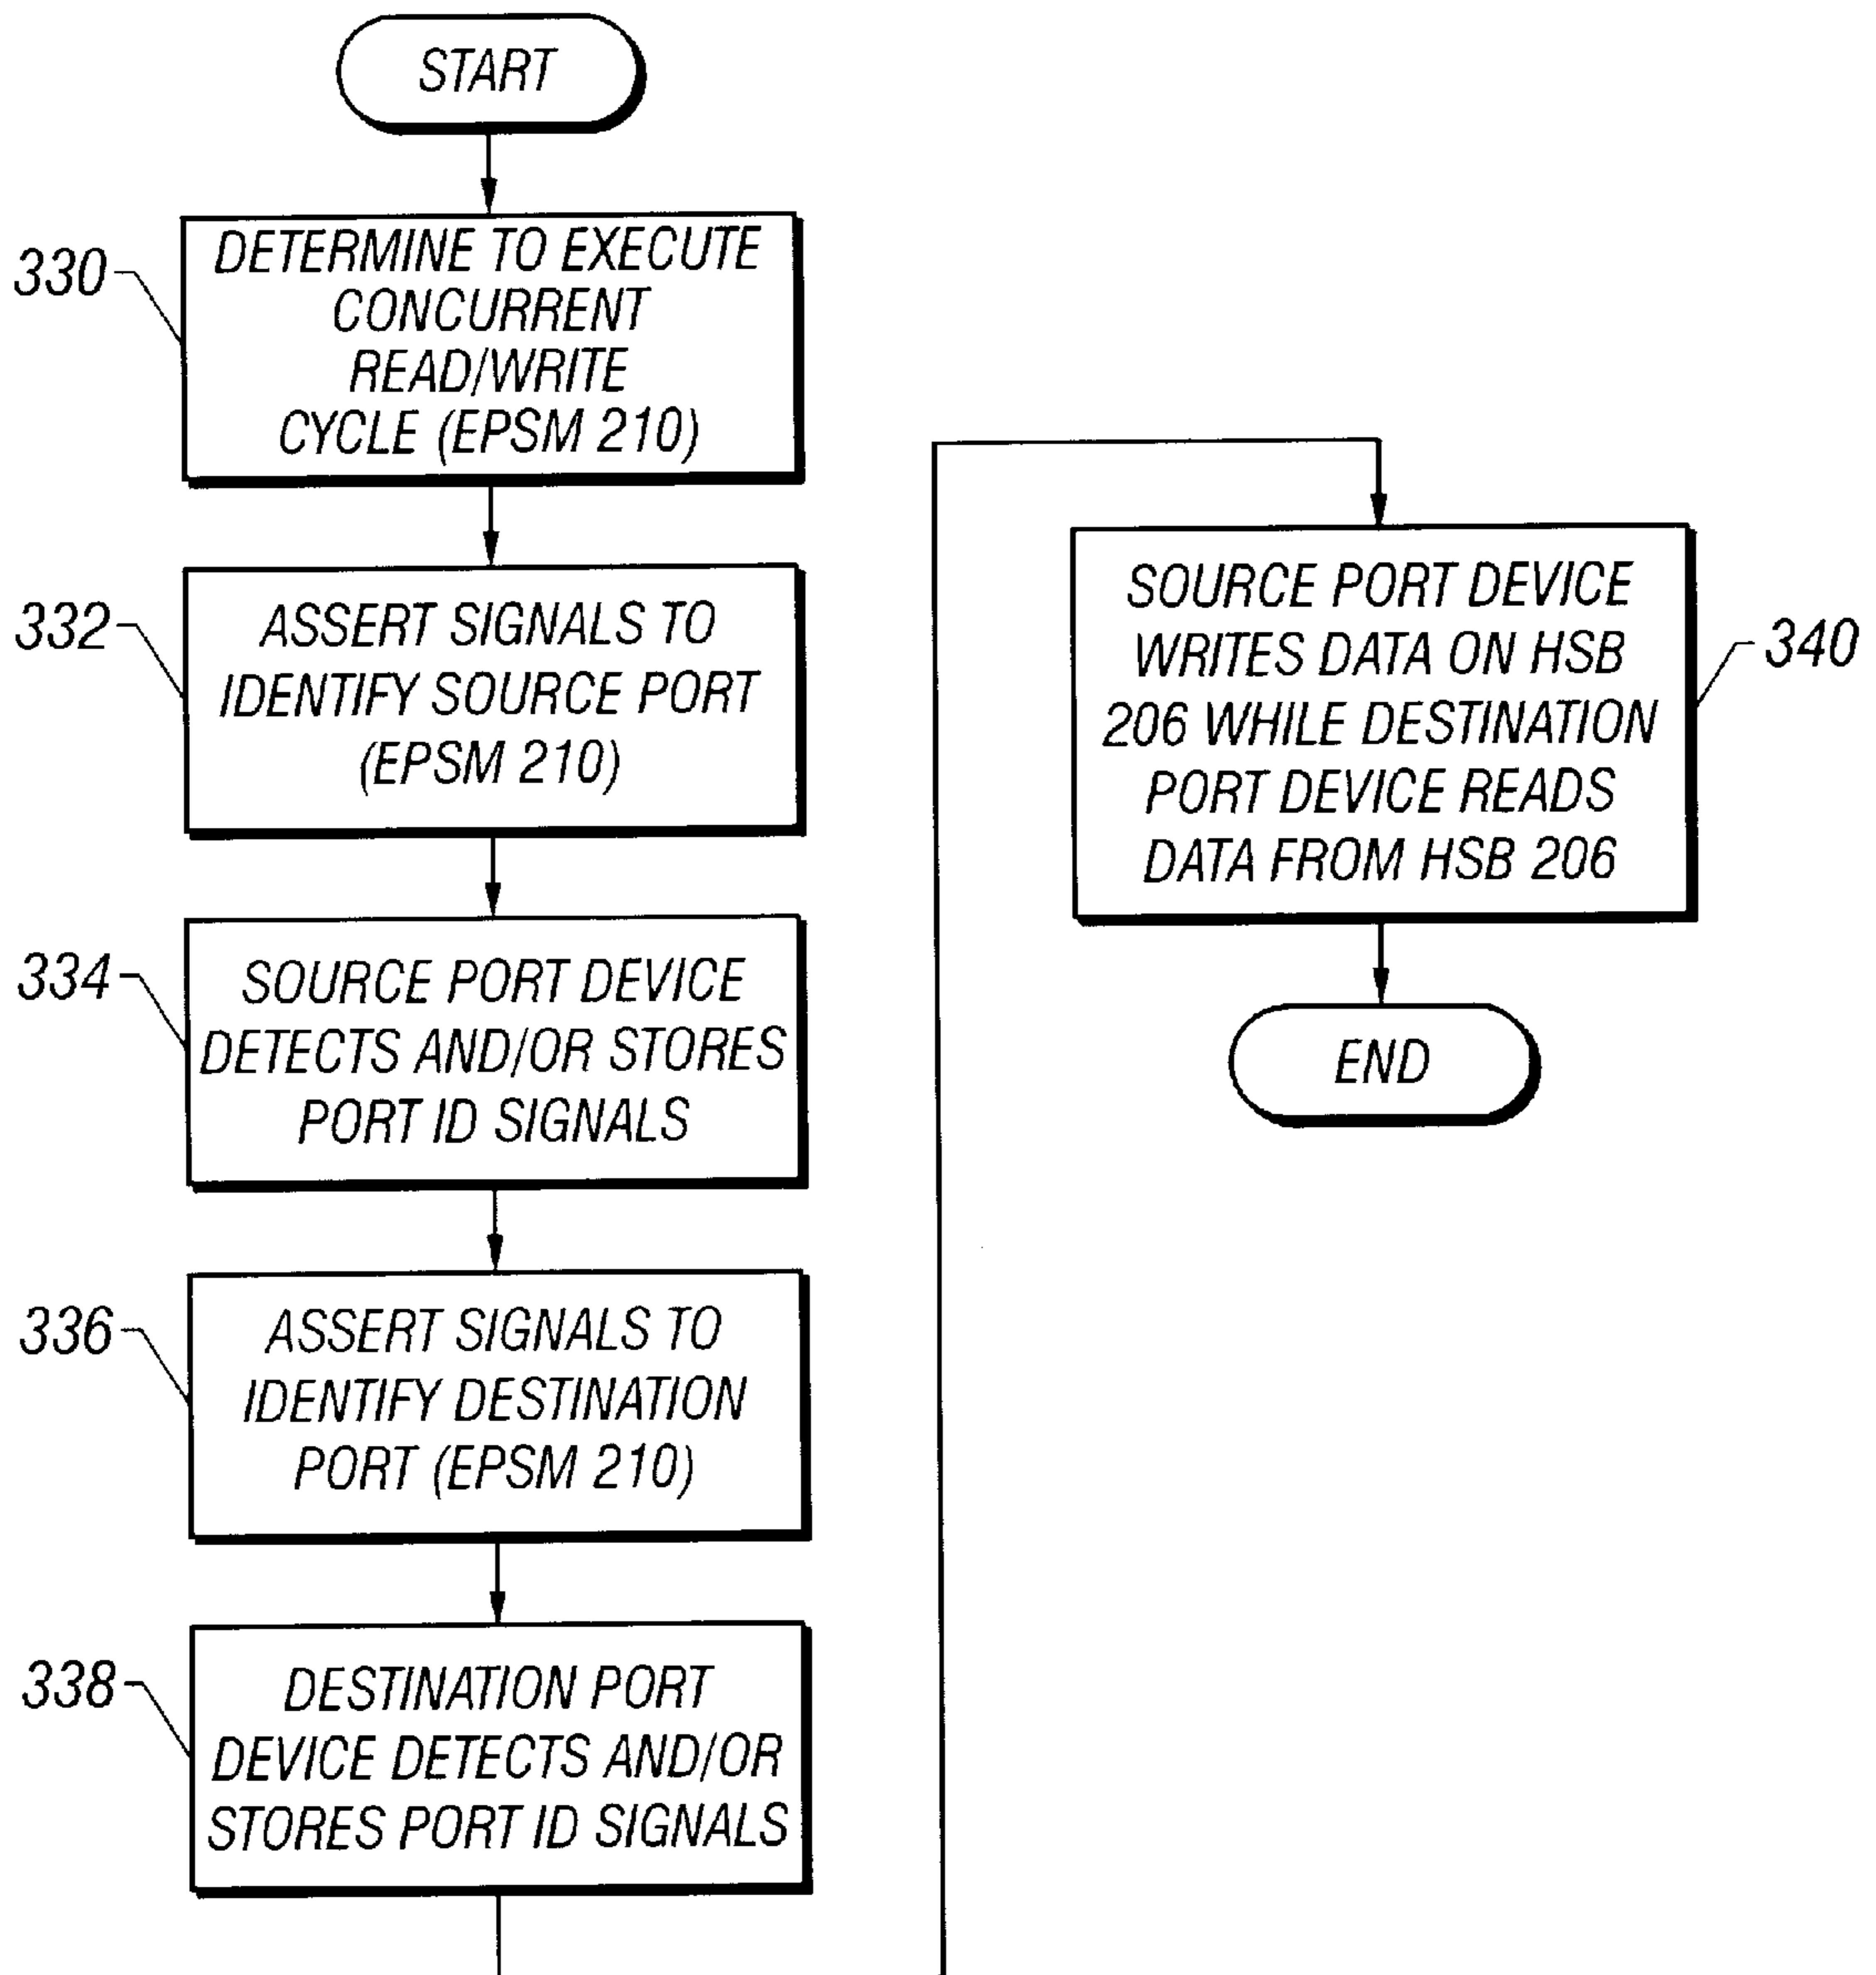 START
330
DETERMINE TO EXECUTE
CONCURRENT
READ/WRITE
CYCLE (EPSM 210)
332
ASSERT SIGNALS TO
IDENTIFY SOURCE PORT
(EPSM 210)
334
SOURCE PORT DEVICE
DETECTS AND/OR STORES
PORT ID SIGNALS
336
ASSERT SIGNALS TO
IDENTIFY DESTINATION
PORT (EPSM 210)
338
DESTINATION PORT
DEVICE DETECTS AND/OR
STORES PORT ID SIGNALS
SOURCE PORT DEVICE
WRITES DATA ON HSB
206 WHILE DESTINATION
PORT DEVICE READS
DATA FROM HSB 206
340
END